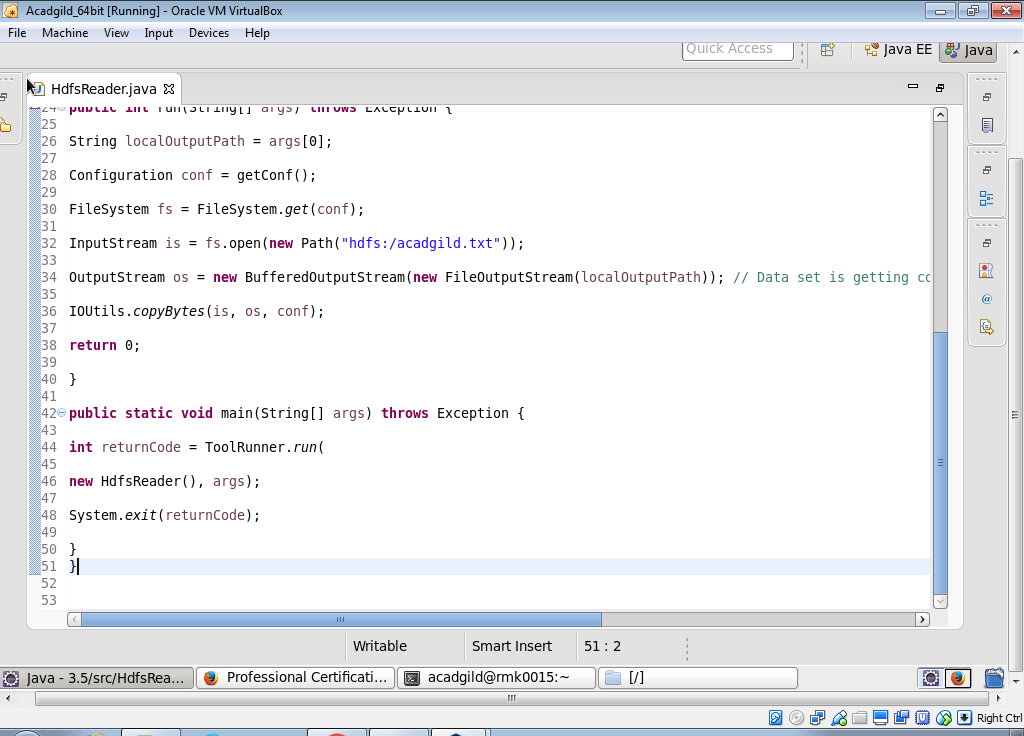 Acadgild_64bit [Running] - Oracle VM VirtualBox
File Machine View Input Devices Help
Quick Access Java EE Java
HdfsReader.java
24 public int run(String[] args) throws Exception {
25
26 String localOutputPath = args[0];
27
28 Configuration conf = getConf();
29
30 FileSystem fs = FileSystem.get(conf);
31
32 InputStream is = fs.open(new Path("hdfs:/acadgild.txt"));
33
34 OutputStream os = new BufferedOutputStream(new FileOutputStream(localOutputPath)); // Data set is getting co
35
36 IOUtils.copyBytes(is, os, conf);
37
38 return 0;
39
40 }
41
42 public static void main(String[] args) throws Exception {
43
44 int returnCode = ToolRunner.run(
45
46 new HdfsReader(), args);
47
48 System.exit(returnCode);
49
50 }
51 }
52
53
Writable Smart Insert 51 : 2
Java - 3.5/src/HdfsRea... Professional Certificati... acadgild@rmk0015:~ [/]
Right Ctrl